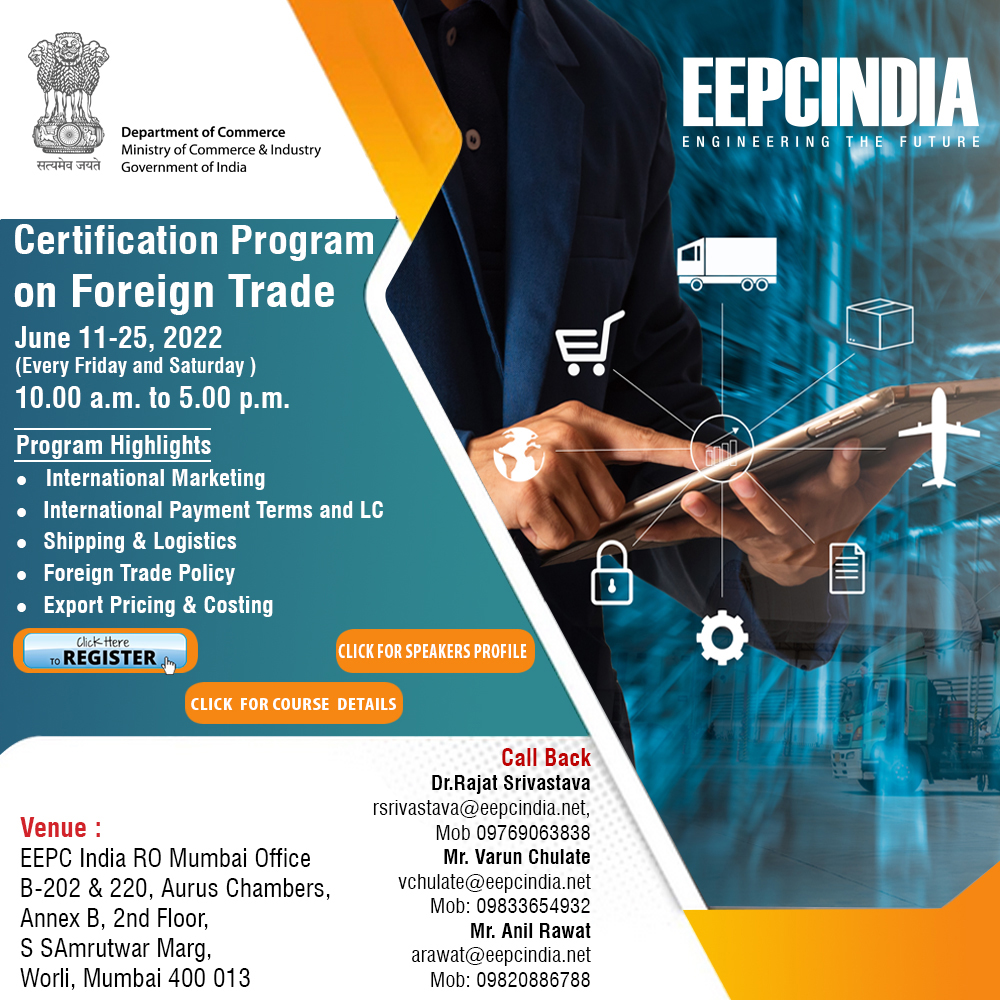 सत्यमेव जयते
Department of Commerce
Ministry of Commerce & Industry
Government of India
EEPCINDIA
ENGINEERING THE FUTURE
Certification Program
on Foreign Trade
June 11-25, 2022
(Every Friday and Saturday )
10.00 a.m. to 5.00 p.m.
Program Highlights
• International Marketing
• International Payment Terms and LC
• Shipping & Logistics
• Foreign Trade Policy
• Export Pricing & Costing
Click Here
TO REGISTER
CLICK FOR SPEAKERS PROFILE
CLICK FOR COURSE DETAILS
Call Back
Dr.Rajat Srivastava
rsrivastava@eepcindia.net,
Mob 09769063838
Mr. Varun Chulate
vchulate@eepcindia.net
Mob: 09833654932
Mr. Anil Rawat
arawat@eepcindia.net
Mob: 09820886788
Venue :
EEPC India RO Mumbai Office
B-202 & 220, Aurus Chambers,
Annex B, 2nd Floor,
S SAmrutwar Marg,
Worli, Mumbai 400 013